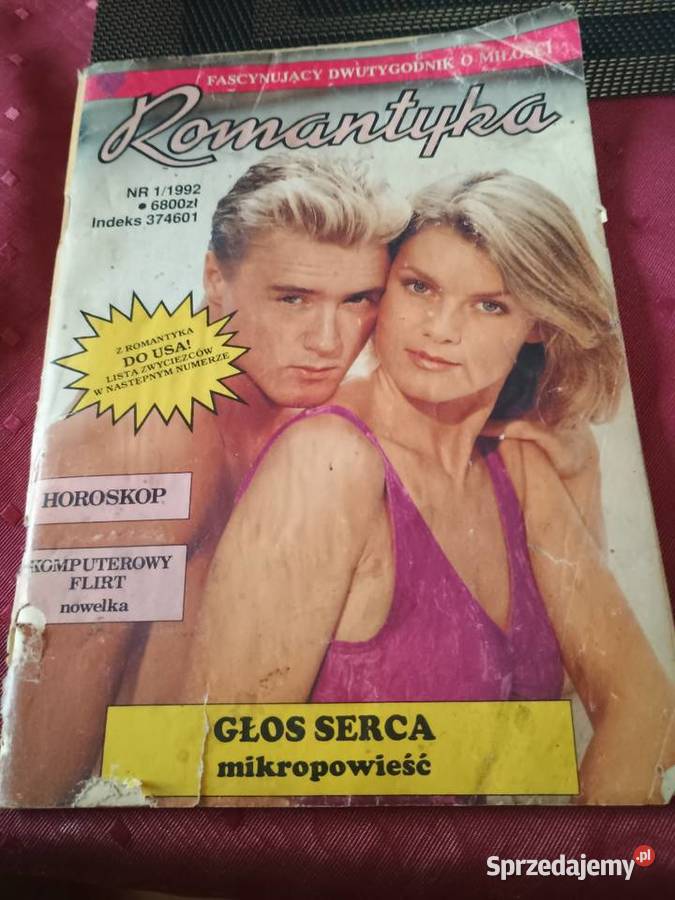 FASCYNUJĄCY DWUTYGODNIK O MIŁOŚCI
Romantyka
NR 1/1992
• 6800zł
Indeks 374601
Z ROMANTYKA
DO USA!
LISTA ZWYCIĘZCÓW
W NASTĘPNYM NUMERZE
HOROSKOP
KOMPUTEROWY
FLIRT
nowelka
GŁOS SERCA
mikropowieść
Sprzedajemy.pl